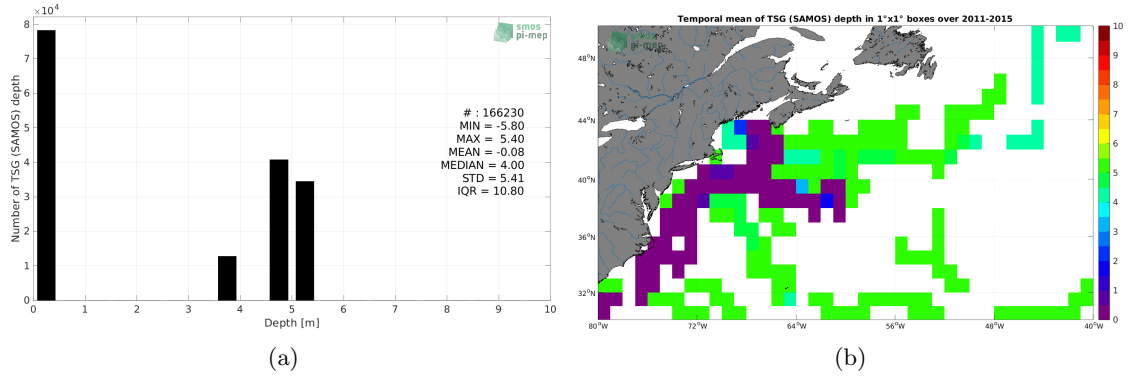 ×10⁴
8
7
6
5
4
3
2
1
0
Number of TSG (SAMOS) depth
smos
pi-mep
# : 166230
MIN = -5.80
MAX = 5.40
MEAN = -0.08
MEDIAN = 4.00
STD = 5.41
IQR = 10.80
0 1 2 3 4 5 6 7 8 9 10
Depth [m]
(a)
Temporal mean of TSG (SAMOS) depth in 1°x1° boxes over 2011-2015
smos
pi-mep
48°N
44°N
40°N
36°N
32°N
80°W 72°W 64°W 56°W 48°W 40°W
10
9
8
7
6
5
4
3
2
1
0
(b)